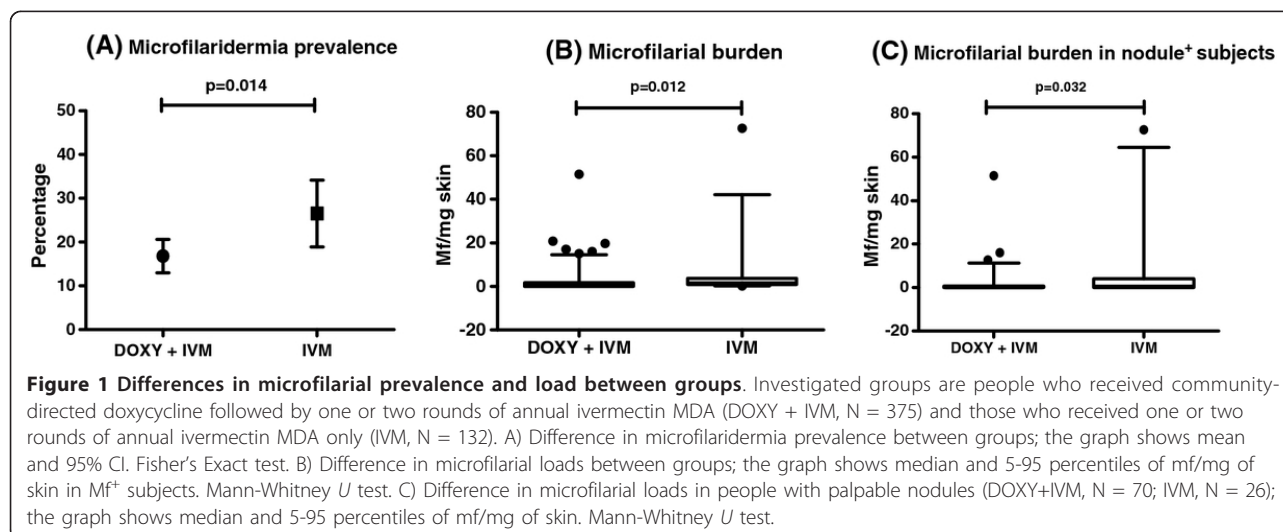 (A) Microfilaridermia prevalence
p=0.014
Percentage
50
40
30
20
10
0
DOXY + IVM IVM
(B) Microfilarial burden
p=0.012
Mf/mg skin
80
60
40
20
0
-20
DOXY + IVM IVM
(C) Microfilarial burden in nodule⁺ subjects
p=0.032
Mf/mg skin
80
60
40
20
0
-20
DOXY + IVM IVM
Figure 1 Differences in microfilarial prevalence and load between groups. Investigated groups are people who received community-
directed doxycycline followed by one or two rounds of annual ivermectin MDA (DOXY + IVM, N = 375) and those who received one or two
rounds of annual ivermectin MDA only (IVM, N = 132). A) Difference in microfilaridermia prevalence between groups; the graph shows mean
and 95% CI. Fisher's Exact test. B) Difference in microfilarial loads between groups; the graph shows median and 5-95 percentiles of mf/mg of
skin in Mf⁺ subjects. Mann-Whitney U test. C) Difference in microfilarial loads in people with palpable nodules (DOXY+IVM, N = 70; IVM, N = 26);
the graph shows median and 5-95 percentiles of mf/mg of skin. Mann-Whitney U test.